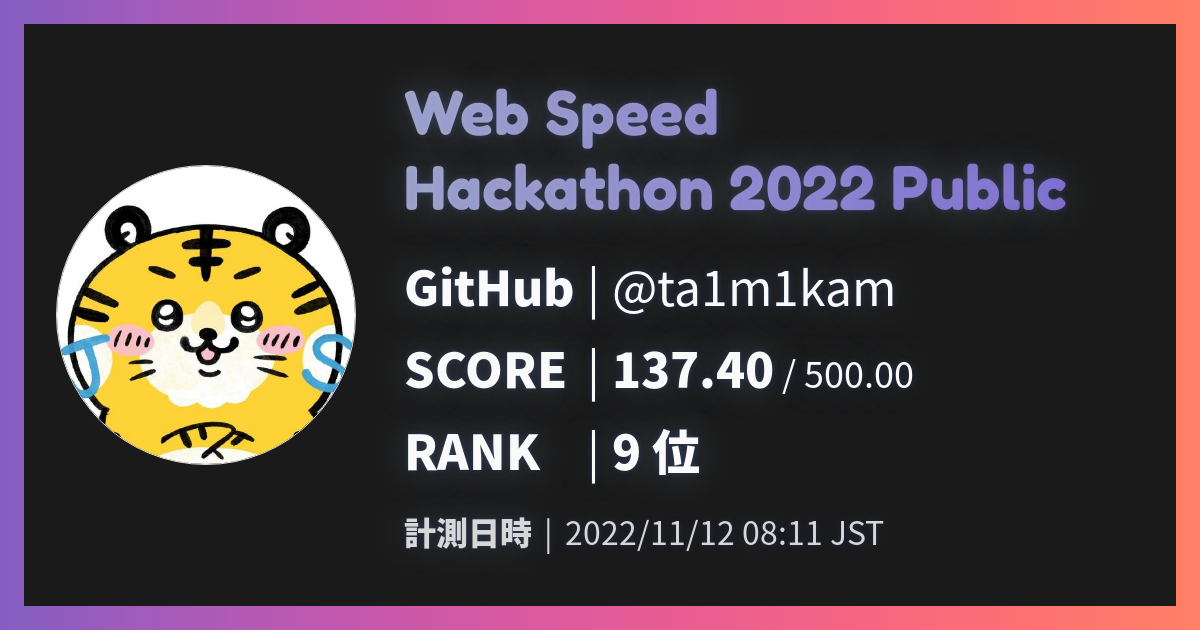 Web Speed
Hackathon 2022 Public
GitHub | @ta1m1kam
SCORE | 137.40 / 500.00
RANK | 9 位
計測日時 | 2022/11/12 08:11 JST
J S